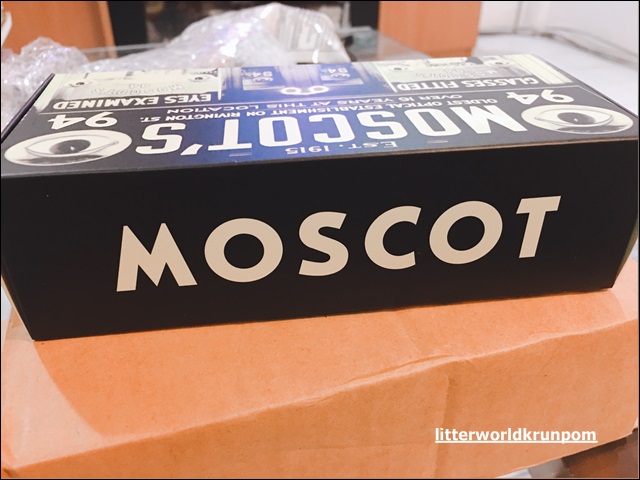 GLASSES FITTED
EYES EXAMINED
94
94
OLDEST OPTICAL ESTABLISHMENT ON RIVINGTON ST.
OVER 16 YEARS AT THIS LOCATION
MOSCOT'S
EST. 1915
MOSCOT
litterworldkrunpom